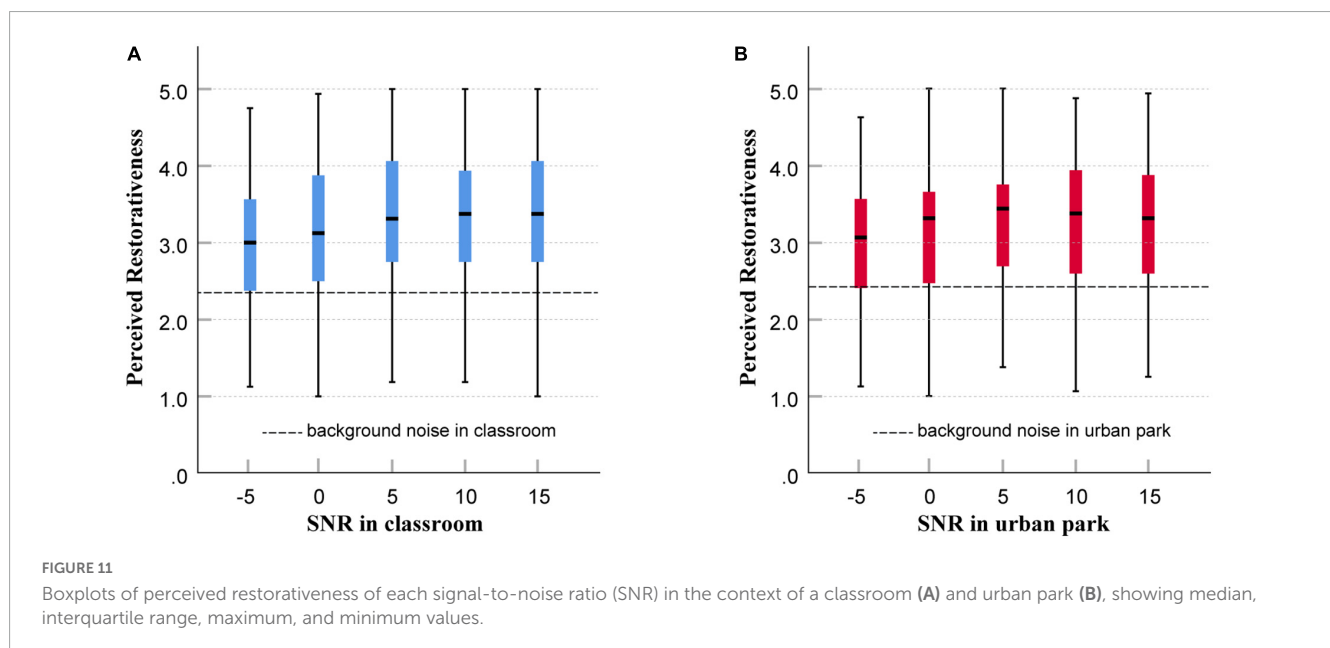 A
Perceived Restorativeness
5.0
4.0
3.0
2.0
1.0
.0
background noise in classroom
-5 0 5 10 15
SNR in classroom
B
Perceived Restorativeness
5.0
4.0
3.0
2.0
1.0
.0
background noise in urban park
-5 0 5 10 15
SNR in urban park
FIGURE 11
Boxplots of perceived restorativeness of each signal-to-noise ratio (SNR) in the context of a classroom (A) and urban park (B), showing median,
interquartile range, maximum, and minimum values.